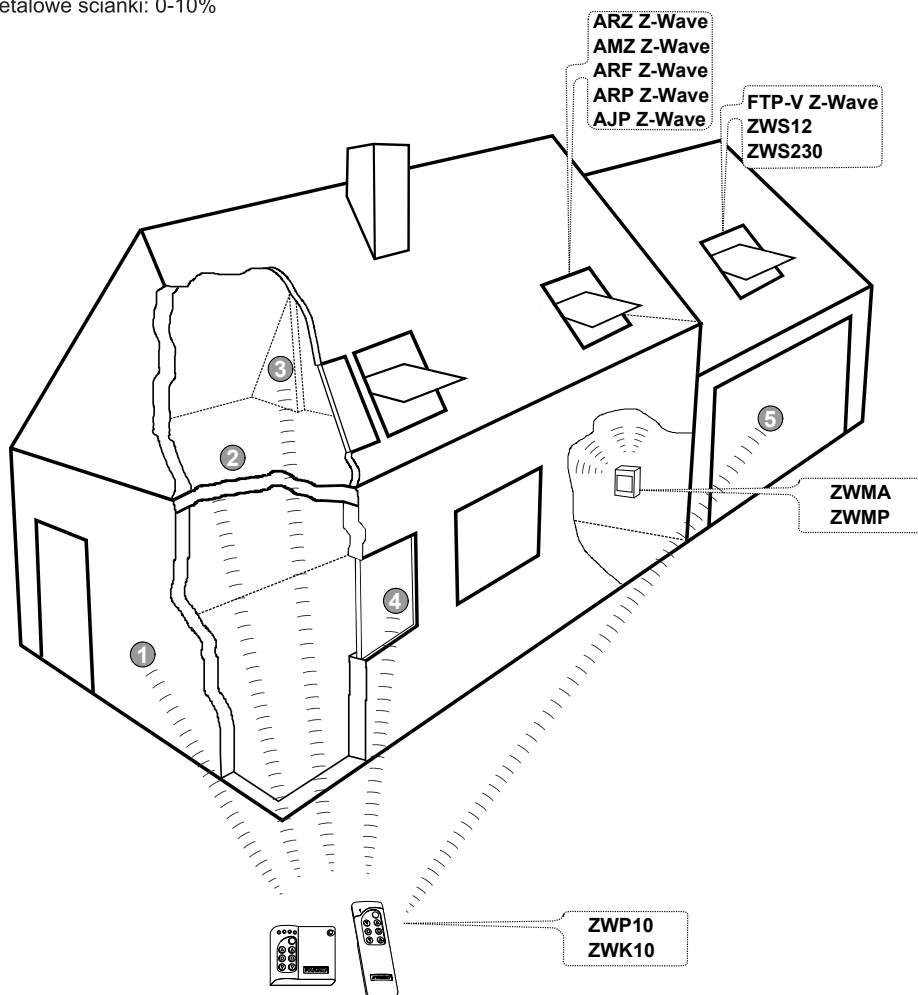 etalowe ścianki: 0-10%
ARZ Z-Wave
AMZ Z-Wave
ARF Z-Wave
ARP Z-Wave
AJP Z-Wave
FTP-V Z-Wave
ZWS12
ZWS230
3
2
5
ZWMA
ZWMP
4
1
ZWP10
ZWK10